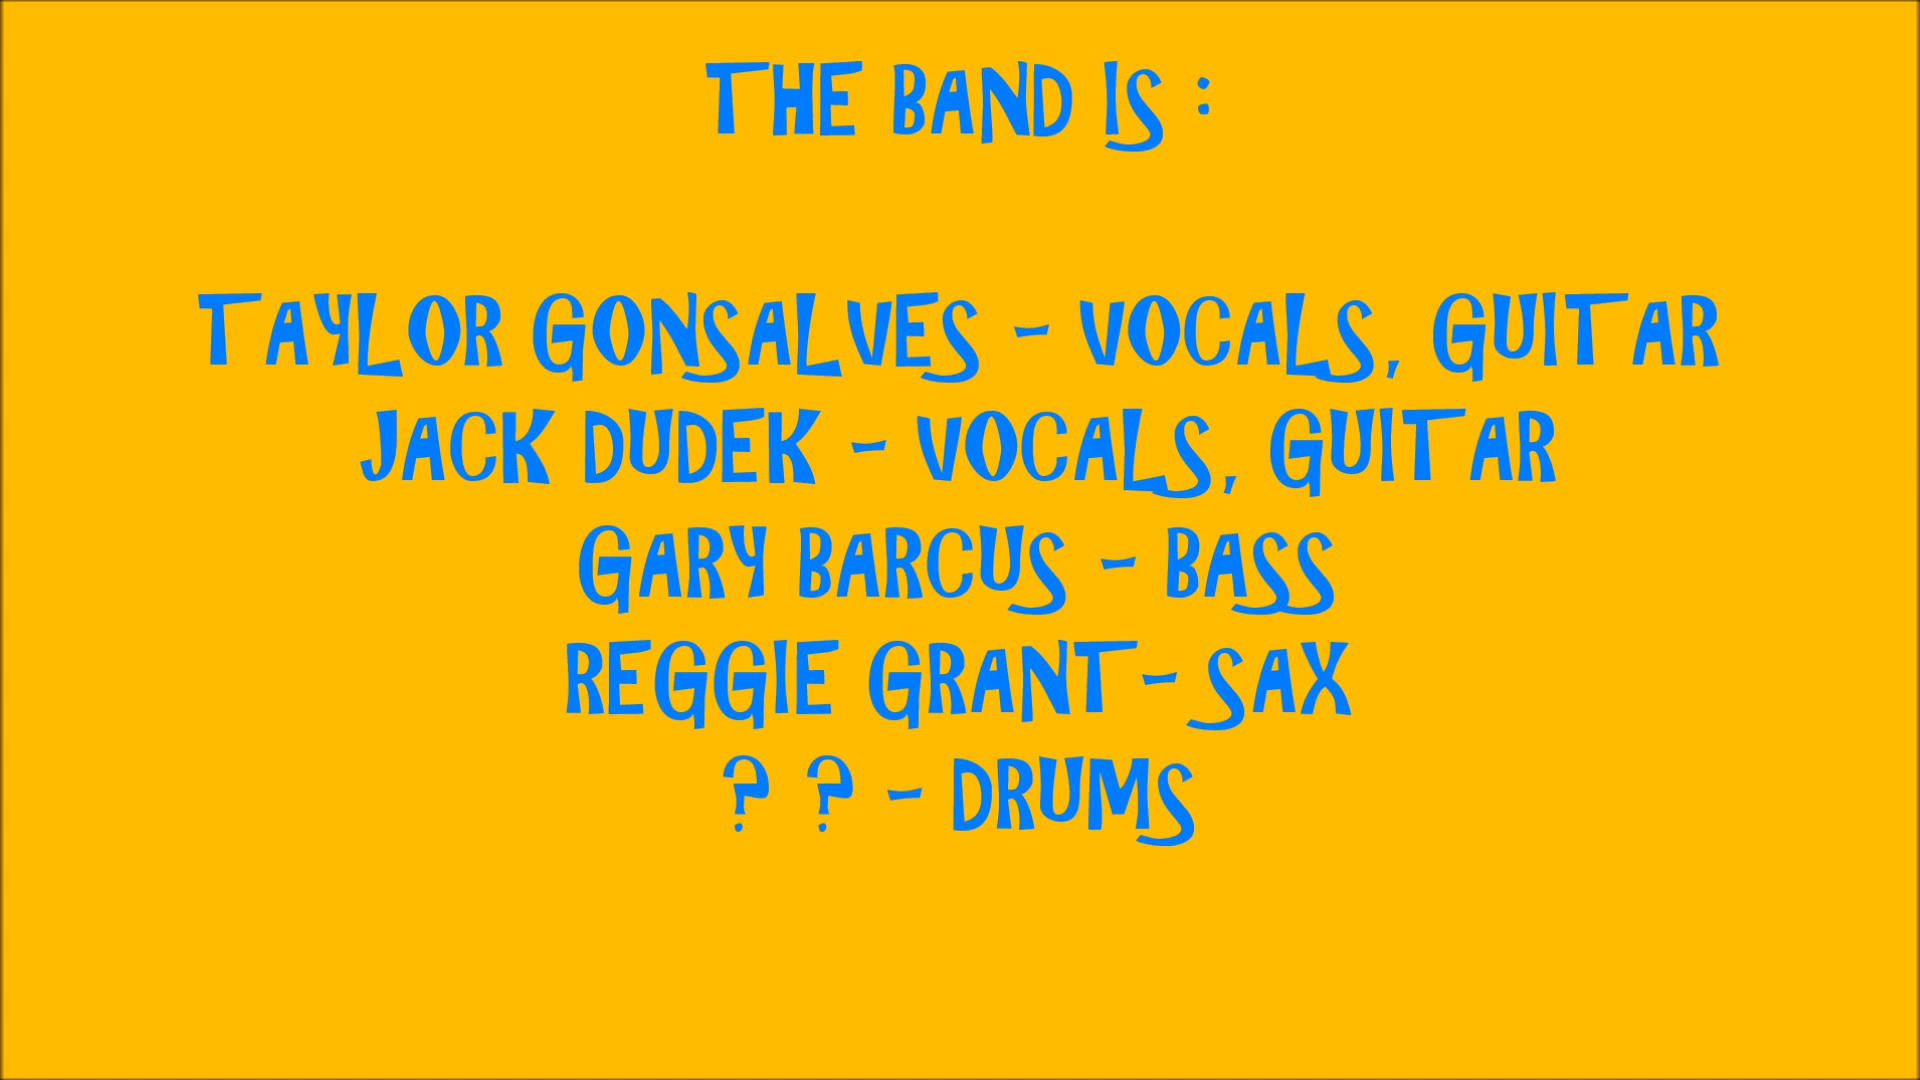 THE BAND IS :
TAYLOR GONSALVES - VOCALS, GUITAR
JACK DUDEK - VOCALS, GUITAR
GARY BARCUS - BASS
REGGIE GRANT- SAX
? ? - DRUMS